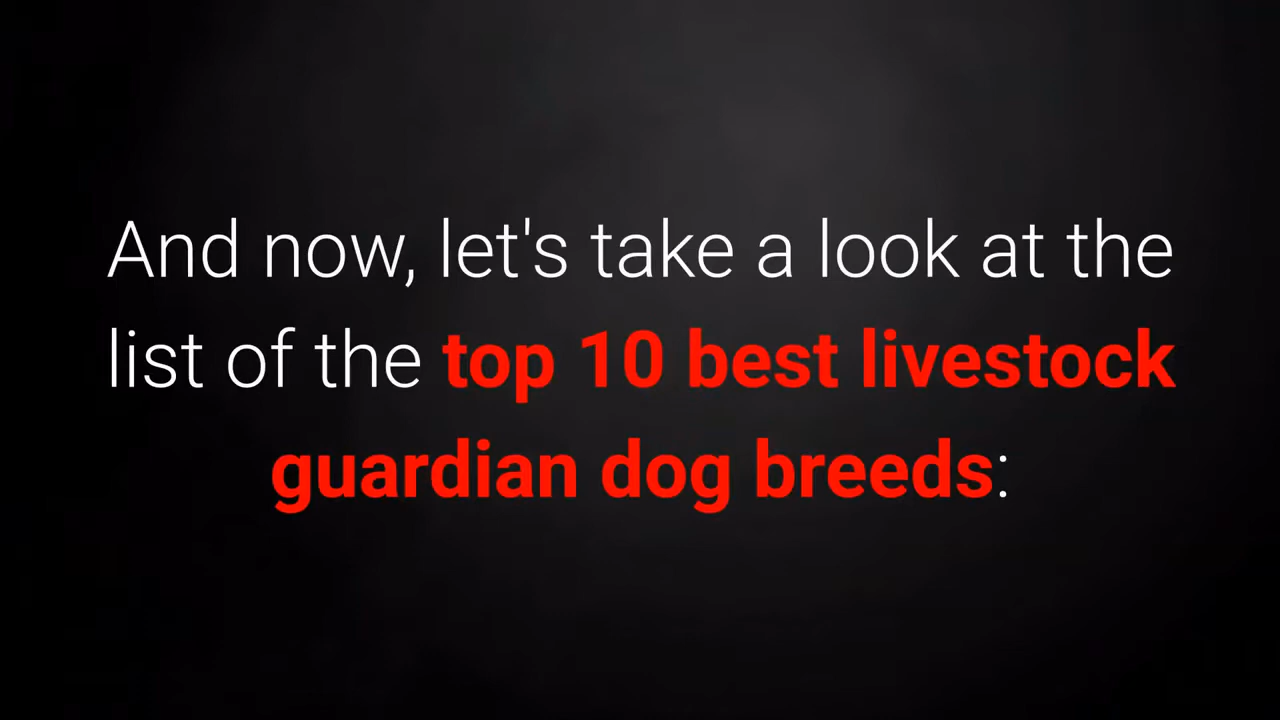 And now, let's take a look at the
list of the top 10 best livestock
guardian dog breeds: